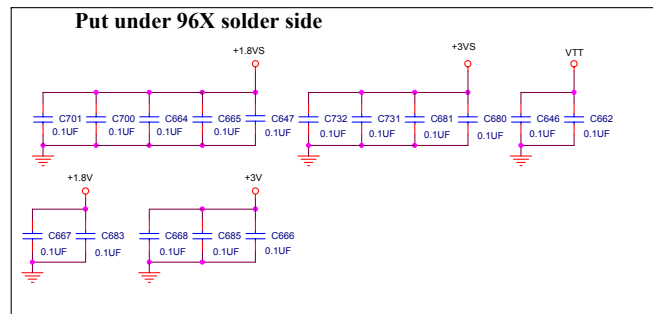 Put under 96X solder side
+1.8VS +3VS VTT
C701 C700 C664 C665 C647 C732 C731 C681 C680 C646 C662
0.1UF 0.1UF 0.1UF 0.1UF 0.1UF 0.1UF 0.1UF 0.1UF 0.1UF 0.1UF 0.1UF
+1.8V +3V
C667 C683 C668 C685 C666
0.1UF 0.1UF 0.1UF 0.1UF 0.1UF